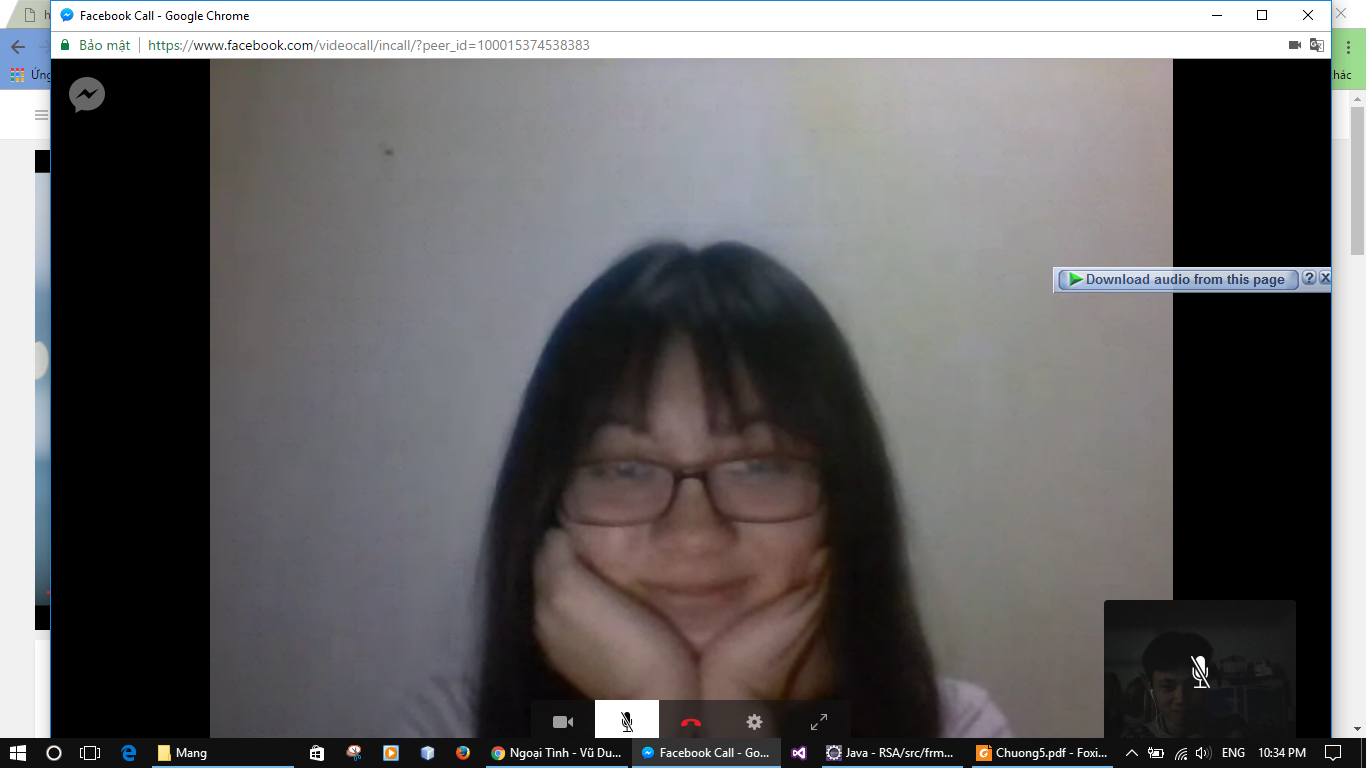 Facebook Call - Google Chrome
Bảo mật https://www.facebook.com/videocall/incall/?peer_id=100015374538383
Download audio from this page ? X
Mang
Ngoại Tình - Vũ Du...
Facebook Call - Go...
Java - RSA/src/frm...
Chuong5.pdf - Foxi...
ENG
10:34 PM